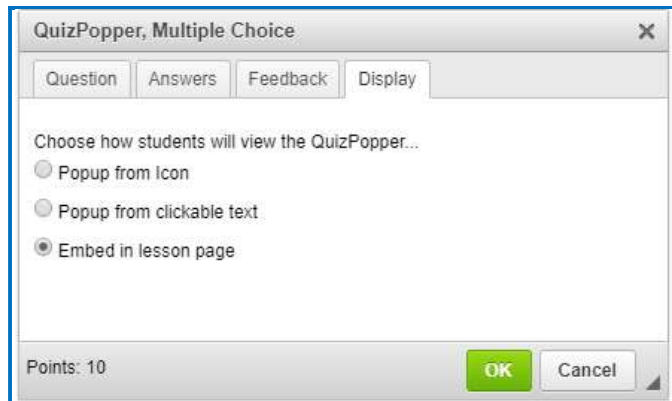 QuizPopper, Multiple Choice
Question Answers Feedback Display
Choose how students will view the QuizPopper...
Popup from Icon
Popup from clickable text
Embed in lesson page
Points: 10 OK Cancel